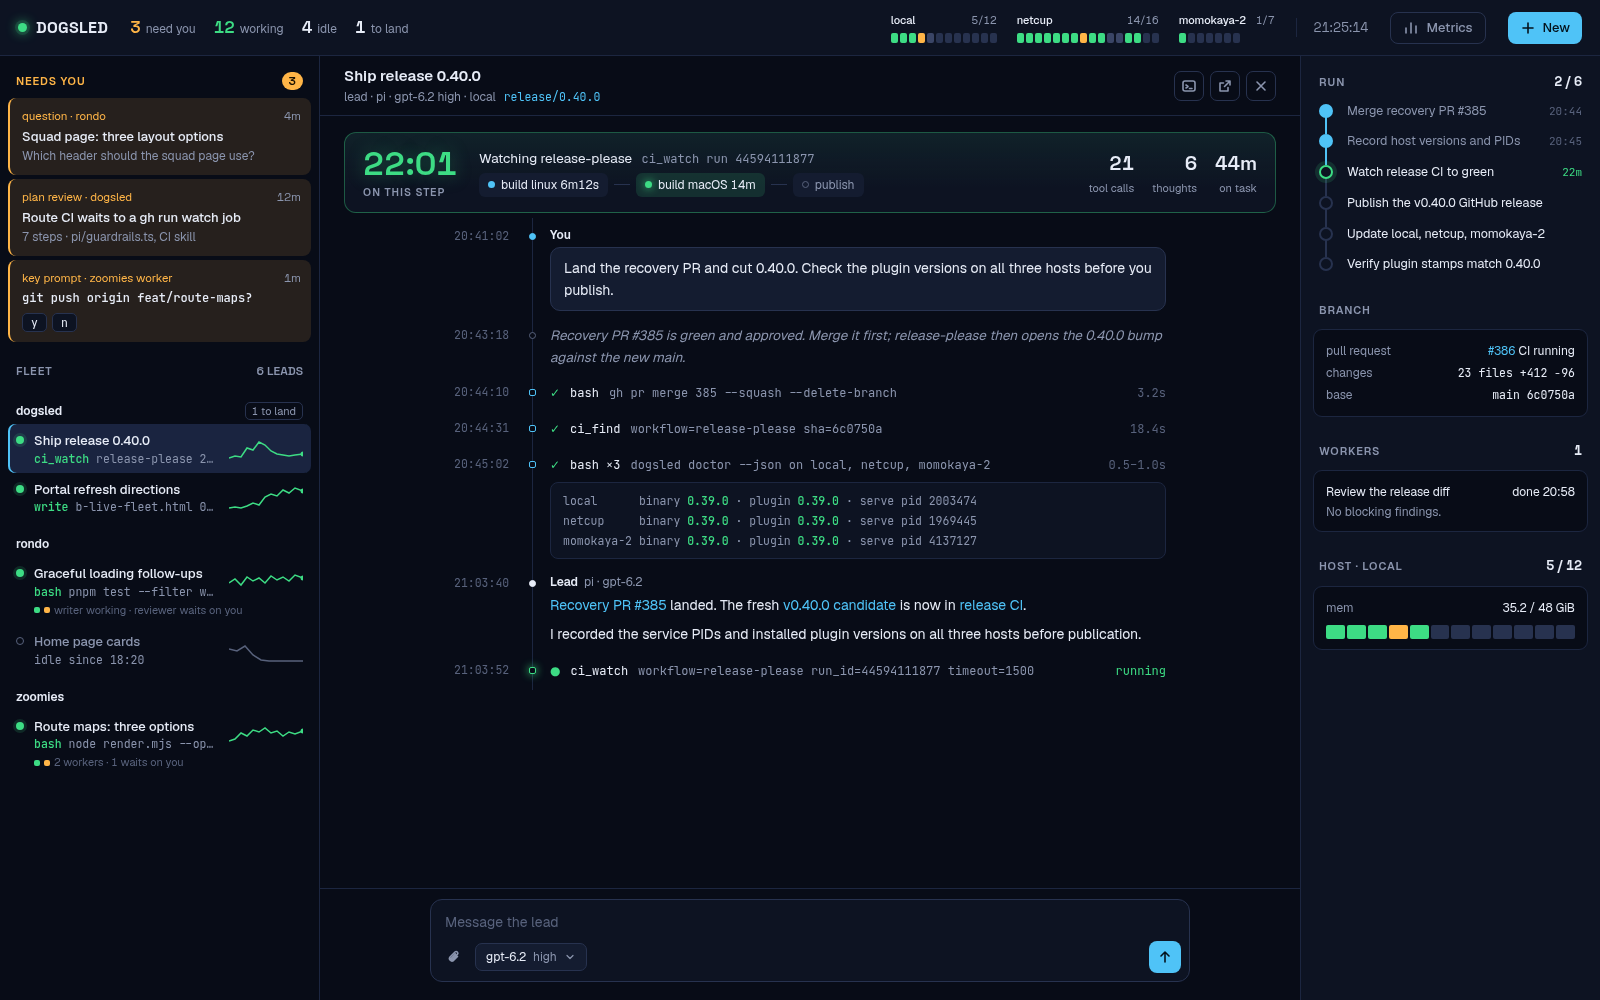 DOGSLED
3 need you
12 working
4 idle
1 to land
local 5/12
netcup 14/16
momokaya-2 1/7
21:25:14
Metrics
New
NEEDS YOU 3
question · rondo 4m
Squad page: three layout options
Which header should the squad page use?
plan review · dogsled 12m
Route CI waits to a gh run watch job
7 steps · pi/guardrails.ts, CI skill
key prompt · zoomies worker 1m
git push origin feat/route-maps?
y n
FLEET 6 LEADS
dogsled 1 to land
Ship release 0.40.0
ci_watch release-please 2…
Portal refresh directions
write b-live-fleet.html 0…
rondo
Graceful loading follow-ups
bash pnpm test --filter w…
writer working · reviewer waits on you
Home page cards
idle since 18:20
zoomies
Route maps: three options
bash node render.mjs --op…
2 workers · 1 waits on you
Ship release 0.40.0
lead · pi · gpt-6.2 high · local release/0.40.0
22:01
ON THIS STEP
Watching release-please ci_watch run 44594111877
build linux 6m12s
build macOS 14m
publish
21 tool calls
6 thoughts
44m on task
20:41:02 You
Land the recovery PR and cut 0.40.0. Check the plugin versions on all three hosts before you
publish.
20:43:18 Recovery PR #385 is green and approved. Merge it first; release-please then opens the 0.40.0 bump
against the new main.
20:44:10 ✓ bash gh pr merge 385 --squash --delete-branch 3.2s
20:44:31 ✓ ci_find workflow=release-please sha=6c0750a 18.4s
20:45:02 ✓ bash ×3 dogsled doctor --json on local, netcup, momokaya-2 0.5–1.0s
local binary 0.39.0 · plugin 0.39.0 · serve pid 2003474
netcup binary 0.39.0 · plugin 0.39.0 · serve pid 1969445
momokaya-2 binary 0.39.0 · plugin 0.39.0 · serve pid 4137127
21:03:40 Lead pi · gpt-6.2
Recovery PR #385 landed. The fresh v0.40.0 candidate is now in release CI.
I recorded the service PIDs and installed plugin versions on all three hosts before publication.
21:03:52 ci_watch workflow=release-please run_id=44594111877 timeout=1500 running
Message the lead
gpt-6.2 high
RUN 2 / 6
Merge recovery PR #385 20:44
Record host versions and PIDs 20:45
Watch release CI to green 22m
Publish the v0.40.0 GitHub release
Update local, netcup, momokaya-2
Verify plugin stamps match 0.40.0
BRANCH
pull request #386 CI running
changes 23 files +412 -96
base main 6c0750a
WORKERS 1
Review the release diff done 20:58
No blocking findings.
HOST · LOCAL 5 / 12
mem 35.2 / 48 GiB